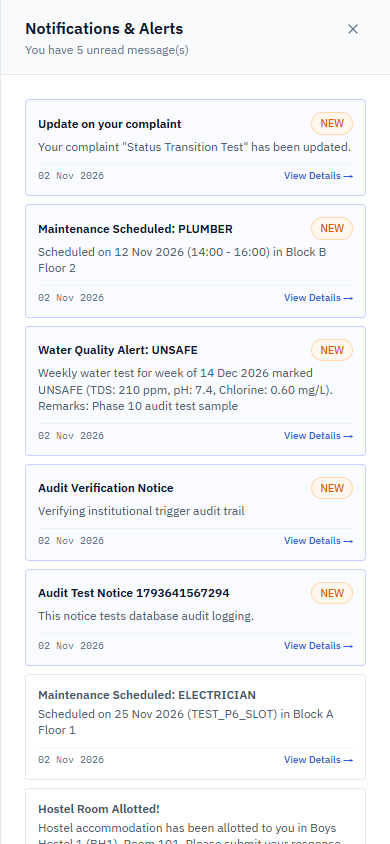 Notifications & Alerts
You have 5 unread message(s)
Update on your complaint
NEW
Your complaint "Status Transition Test" has been updated.
02 Nov 2026
View Details →
Maintenance Scheduled: PLUMBER
NEW
Scheduled on 12 Nov 2026 (14:00 - 16:00) in Block B
Floor 2
02 Nov 2026
View Details →
Water Quality Alert: UNSAFE
NEW
Weekly water test for week of 14 Dec 2026 marked
UNSAFE (TDS: 210 ppm, pH: 7.4, Chlorine: 0.60 mg/L).
Remarks: Phase 10 audit test sample
02 Nov 2026
View Details →
Audit Verification Notice
NEW
Verifying institutional trigger audit trail
02 Nov 2026
View Details →
Audit Test Notice 1793641567294
NEW
This notice tests database audit logging.
02 Nov 2026
View Details →
Maintenance Scheduled: ELECTRICIAN
Scheduled on 25 Nov 2026 (TEST_P6_SLOT) in Block A
Floor 1
02 Nov 2026
View Details →
Hostel Room Allotted!
Hostel accommodation has been allotted to you in Boys
Hostel 1 (BH1), Room 101. Please submit your response